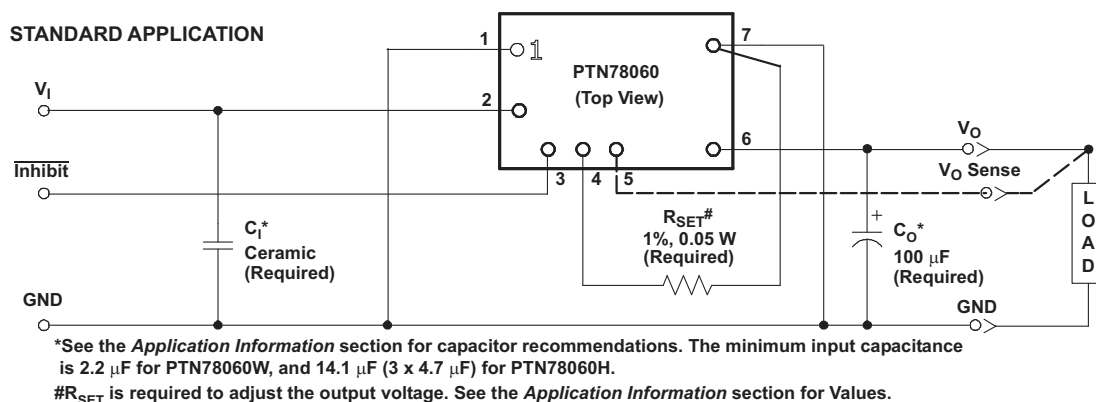 STANDARD APPLICATION
1
1
7
PTN78060
(Top View)
VI
2
6
VO
Inhibit
3
4
5
VO Sense
LOAD
CI*
Ceramic
(Required)
RSET#
1%, 0.05 W
(Required)
+
CO*
100 μF
(Required)
GND
GND
*See the Application Information section for capacitor recommendations. The minimum input capacitance
is 2.2 μF for PTN78060W, and 14.1 μF (3 x 4.7 μF) for PTN78060H.
#RSET is required to adjust the output voltage. See the Application Information section for Values.